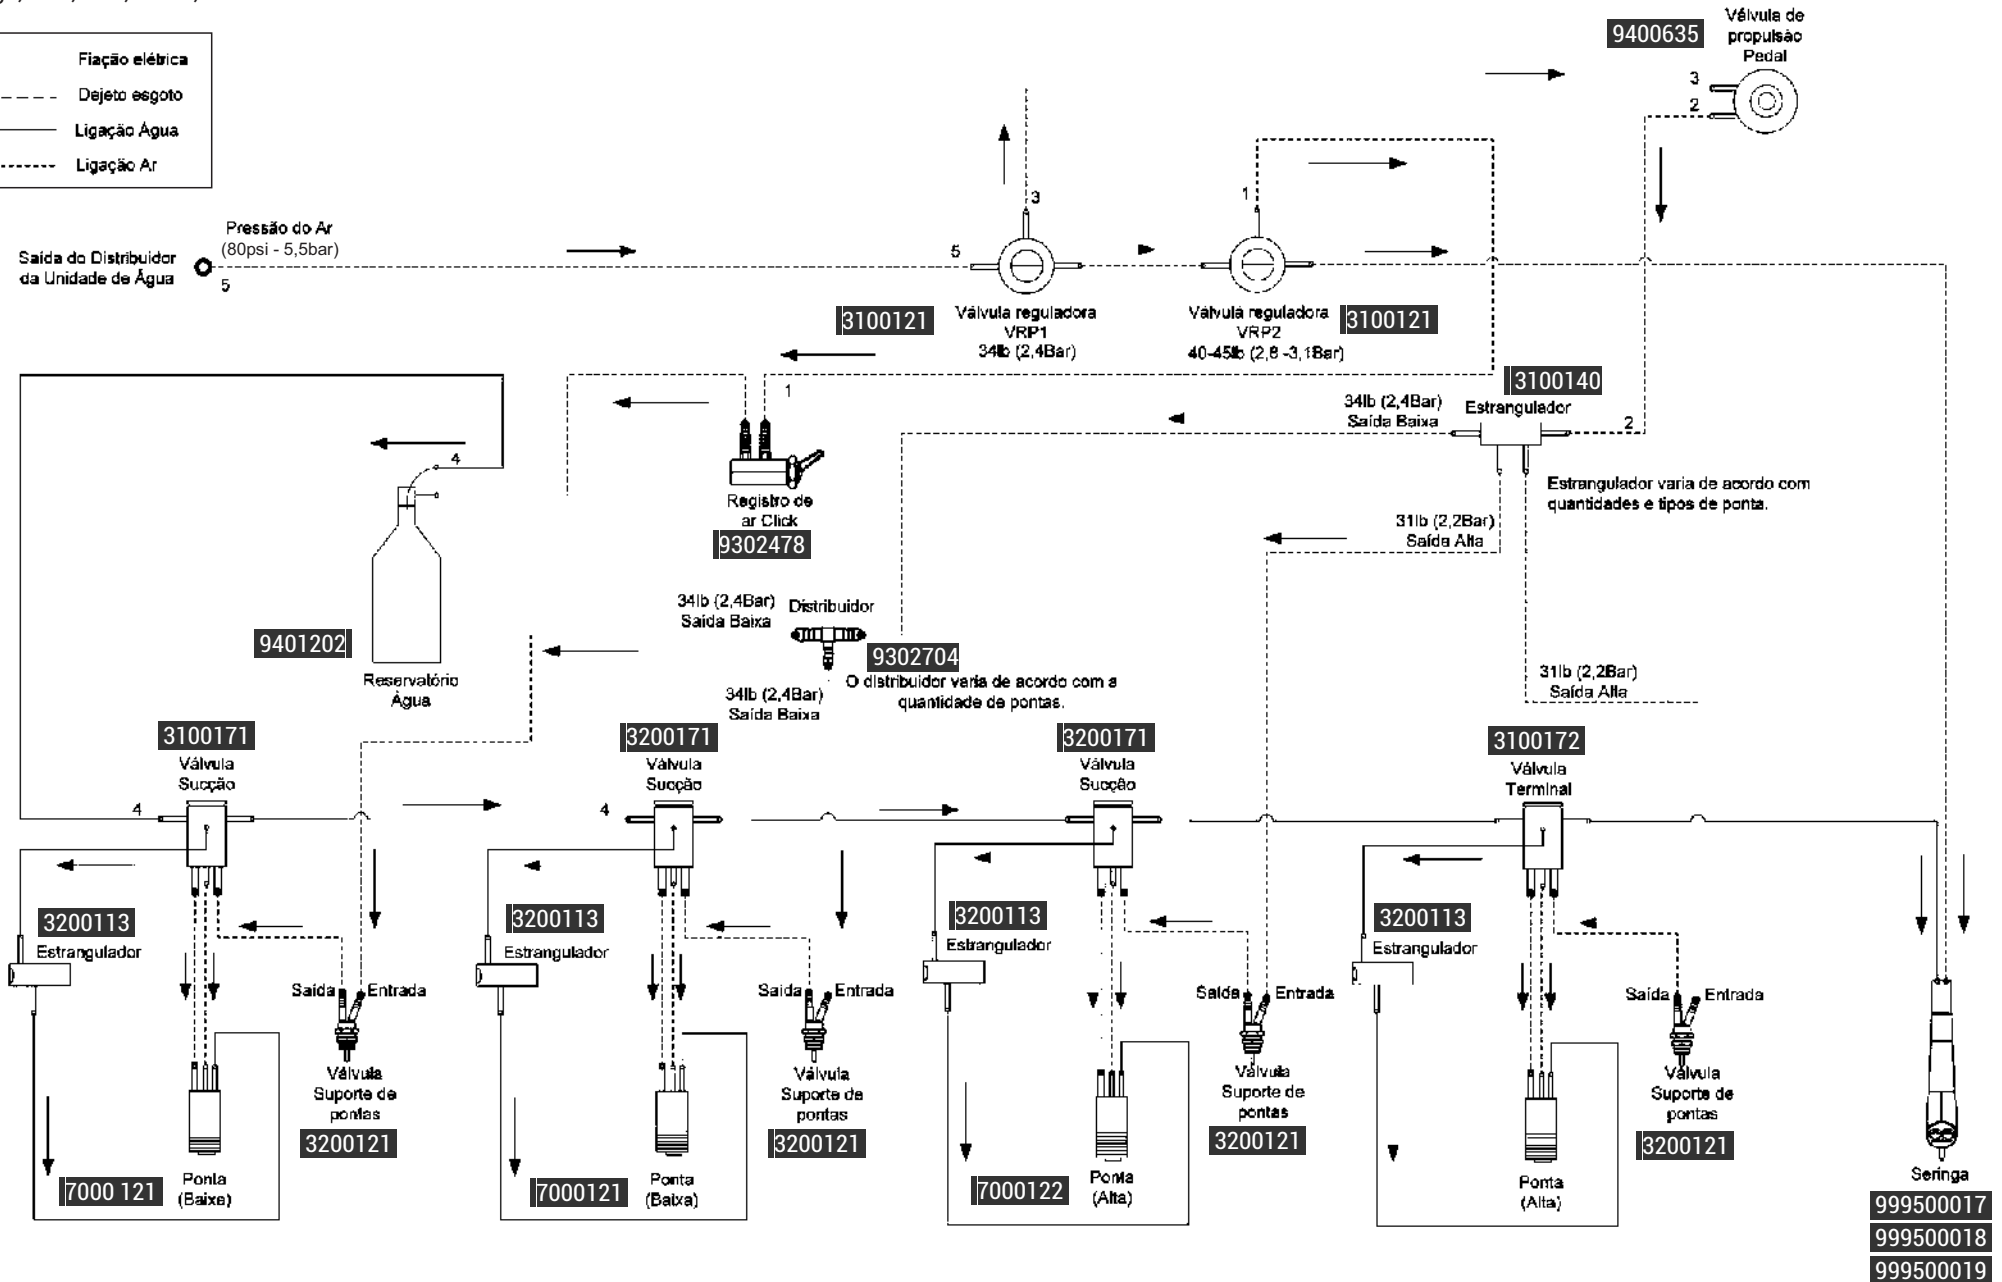 Fiação elétrica
Dejeto esgoto
Ligação Água
Ligação Ar
9400635
Válvula de
propulsão
Pedal
3
2
Pressão do Ar
(80psi - 5,5bar)
Saída do Distribuidor
da Unidade de Água
5
5
3
1
3100121
Válvula reguladora
VRP1
34lb (2,4Bar)
Válvula reguladora
VRP2
40-45lb (2,8 -3,1Bar)
3100121
1
4
Registro de
ar Click
9302478
3100140
34lb (2,4Bar)
Saída Baixa
Estrangulador
2
Estrangulador varia de acordo com
quantidades e tipos de ponta.
31lb (2,2Bar)
Saída Alta
34lb (2,4Bar)
Saída Baixa
Distribuidor
9302704
O distribuidor varia de acordo com a
quantidade de pontas.
34lb (2,4Bar)
Saída Baixa
31lb (2,2Bar)
Saída Alta
9401202
Reservatório
Água
3100171
Válvula
Sucção
3200171
Válvula
Sucção
3200171
Válvula
Sucção
3100172
Válvula
Terminal
4
4
3200113
Estrangulador
3200113
Estrangulador
3200113
Estrangulador
3200113
Estrangulador
Saída
Entrada
Saída
Entrada
Saída
Entrada
Saída
Entrada
Válvula
Suporte de
pontas
3200121
Válvula
Suporte de
pontas
3200121
Válvula
Suporte de
pontas
3200121
Válvula
Suporte de
pontas
3200121
7000 121
Ponta
(Baixa)
7000121
Ponta
(Baixa)
7000122
Ponta
(Alta)
Ponta
(Alta)
Seringa
999500017
999500018
999500019